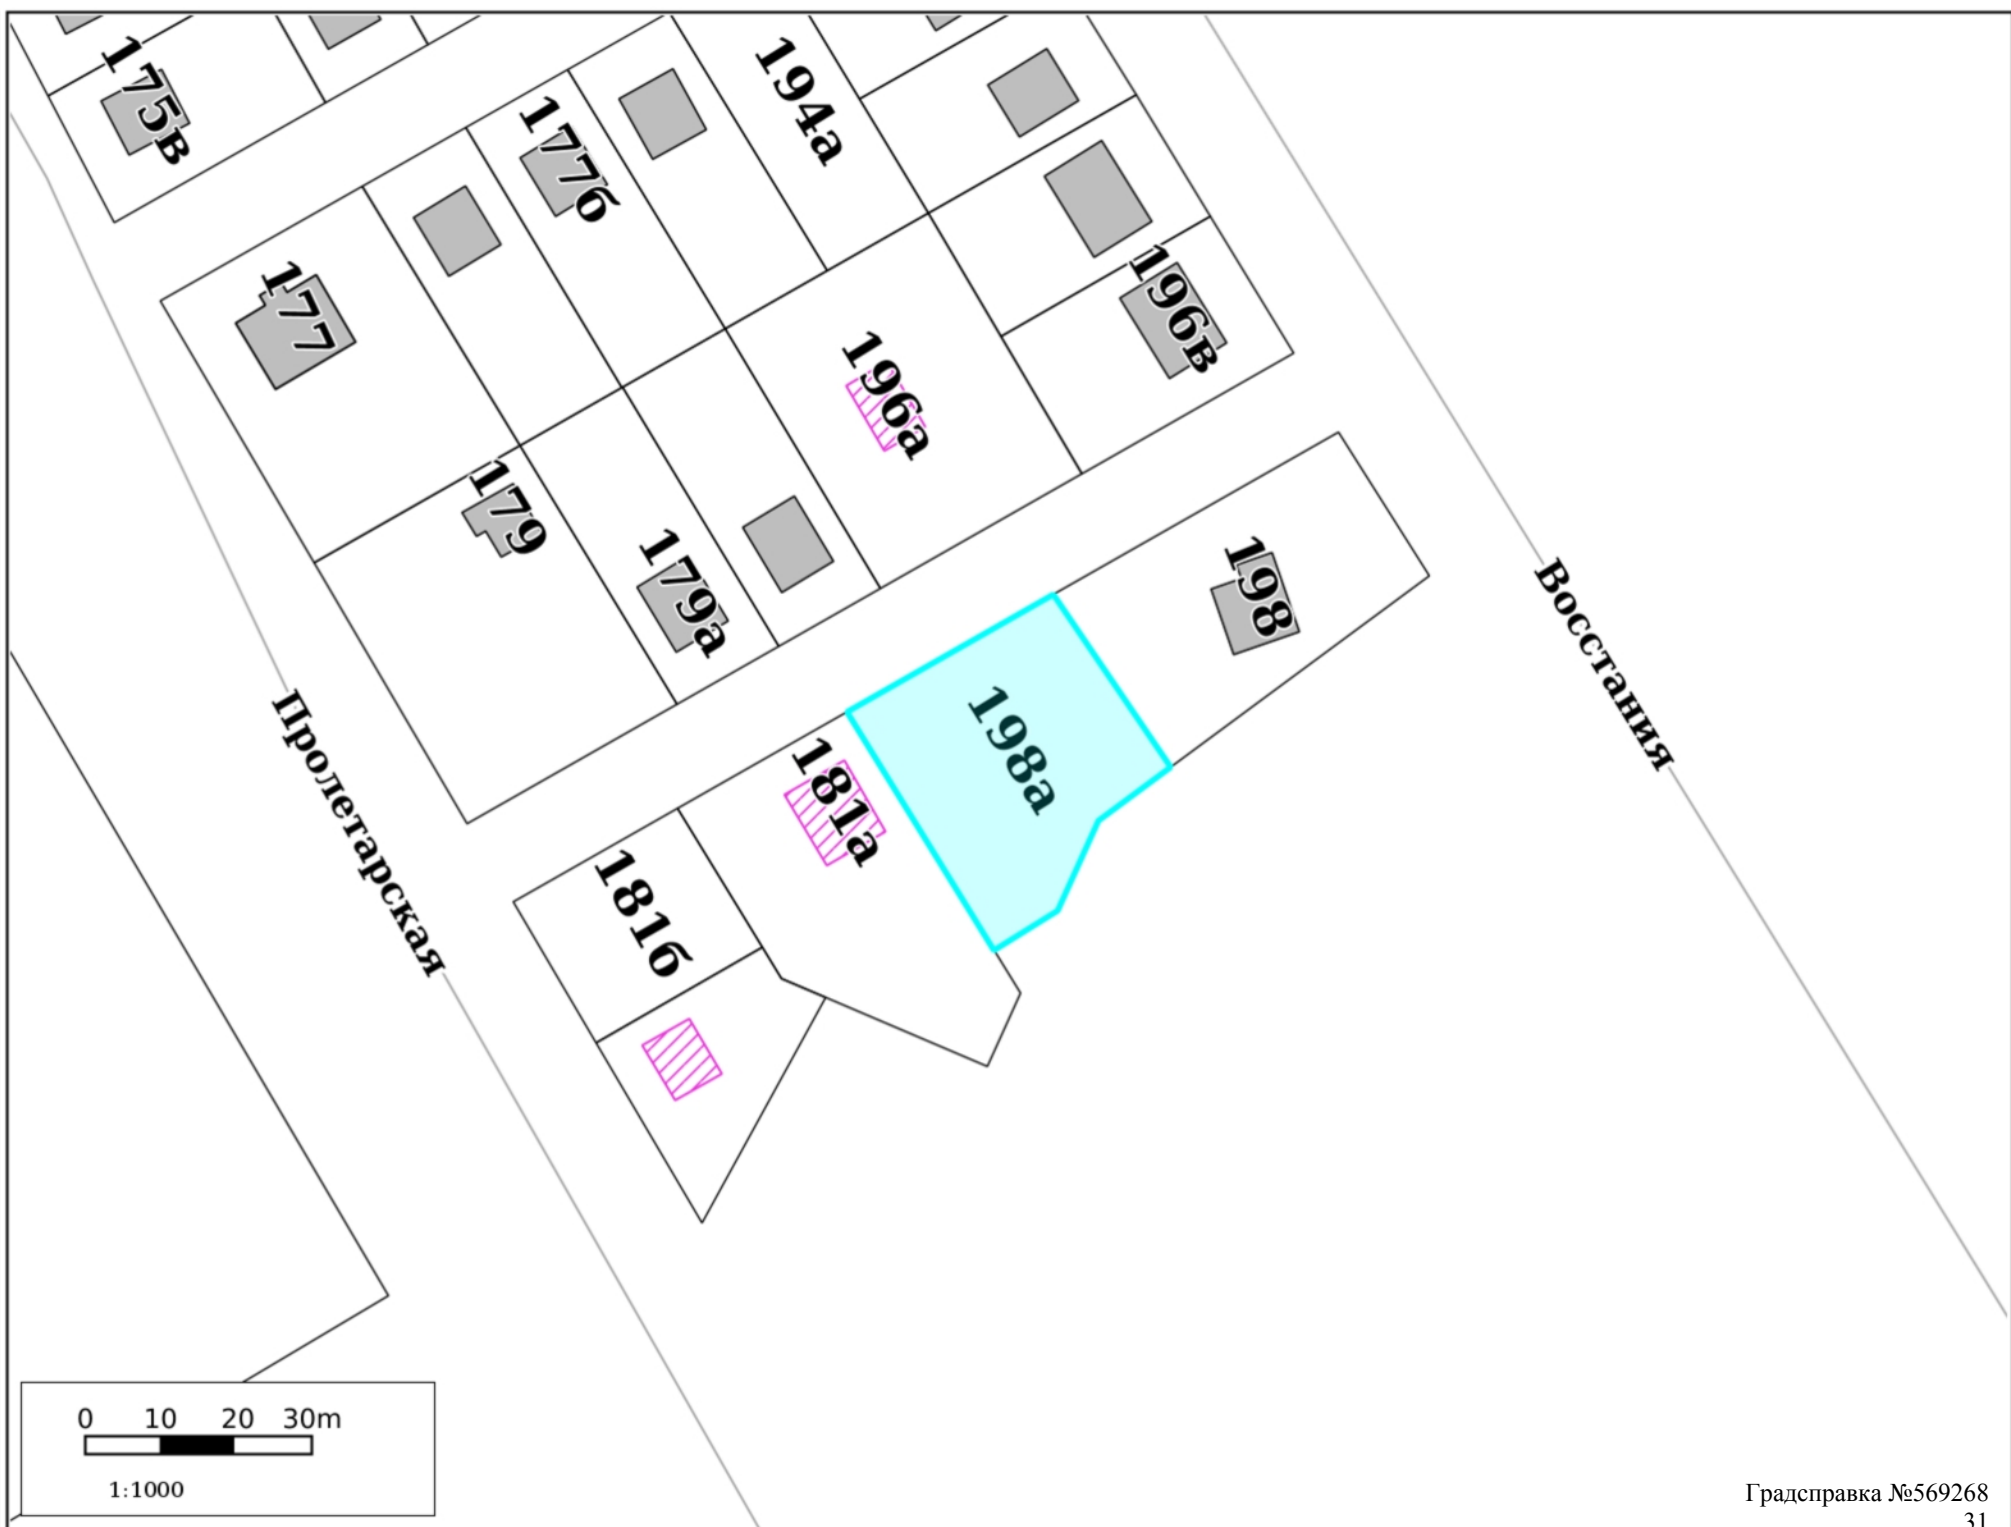 175в
177б
194а
177
196в
196а
179
179а
198
Восстания
198а
Пролетарская
181а
181б
0 10 20 30m
1:1000
Градсправка №569268
31